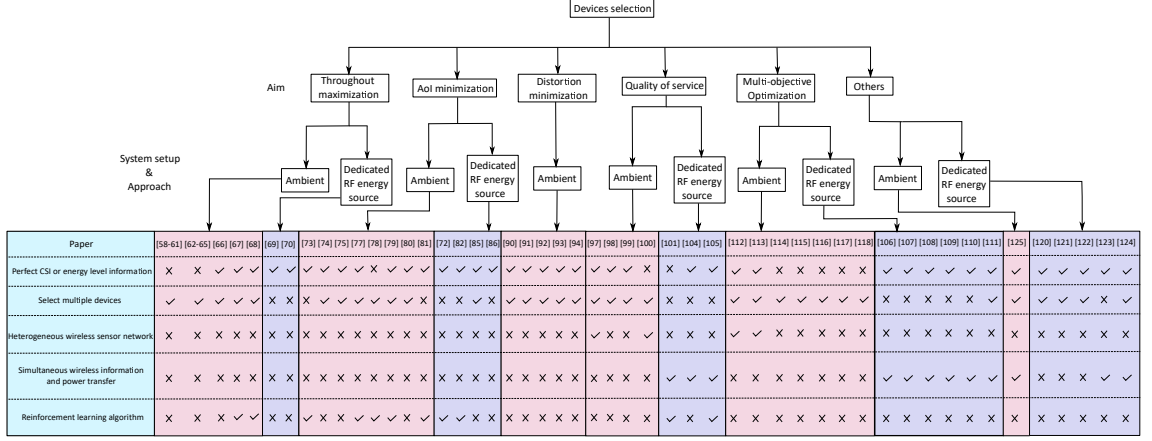 Devices selection
Aim
Throughout
maximization
AoI minimization
Distortion
minimization
Quality of service
Multi-objective
Optimization
Others
System setup
&
Approach
Ambient
Dedicated
RF energy
source
Ambient
Dedicated
RF energy
source
Ambient
Ambient
Dedicated
RF energy
source
Ambient
Dedicated
RF energy
source
Ambient
Dedicated
RF energy
source
Paper [58-61] [62-65] [66] [67] [68] [69] [70] [73] [74] [75] [77] [78] [79] [80] [81] [72] [82] [85] [86] [90] [91] [92] [93] [94] [97] [98] [99] [100] [101] [104] [105] [112] [113] [114] [115] [116] [117] [118] [106] [107] [108] [109] [110] [111] [125] [120] [121] [122] [123] [124]
Perfect CSI or energy level information
Select multiple devices
Heterogeneous wireless sensor network
Simultaneous wireless information
and power transfer
Reinforcement learning algorithm